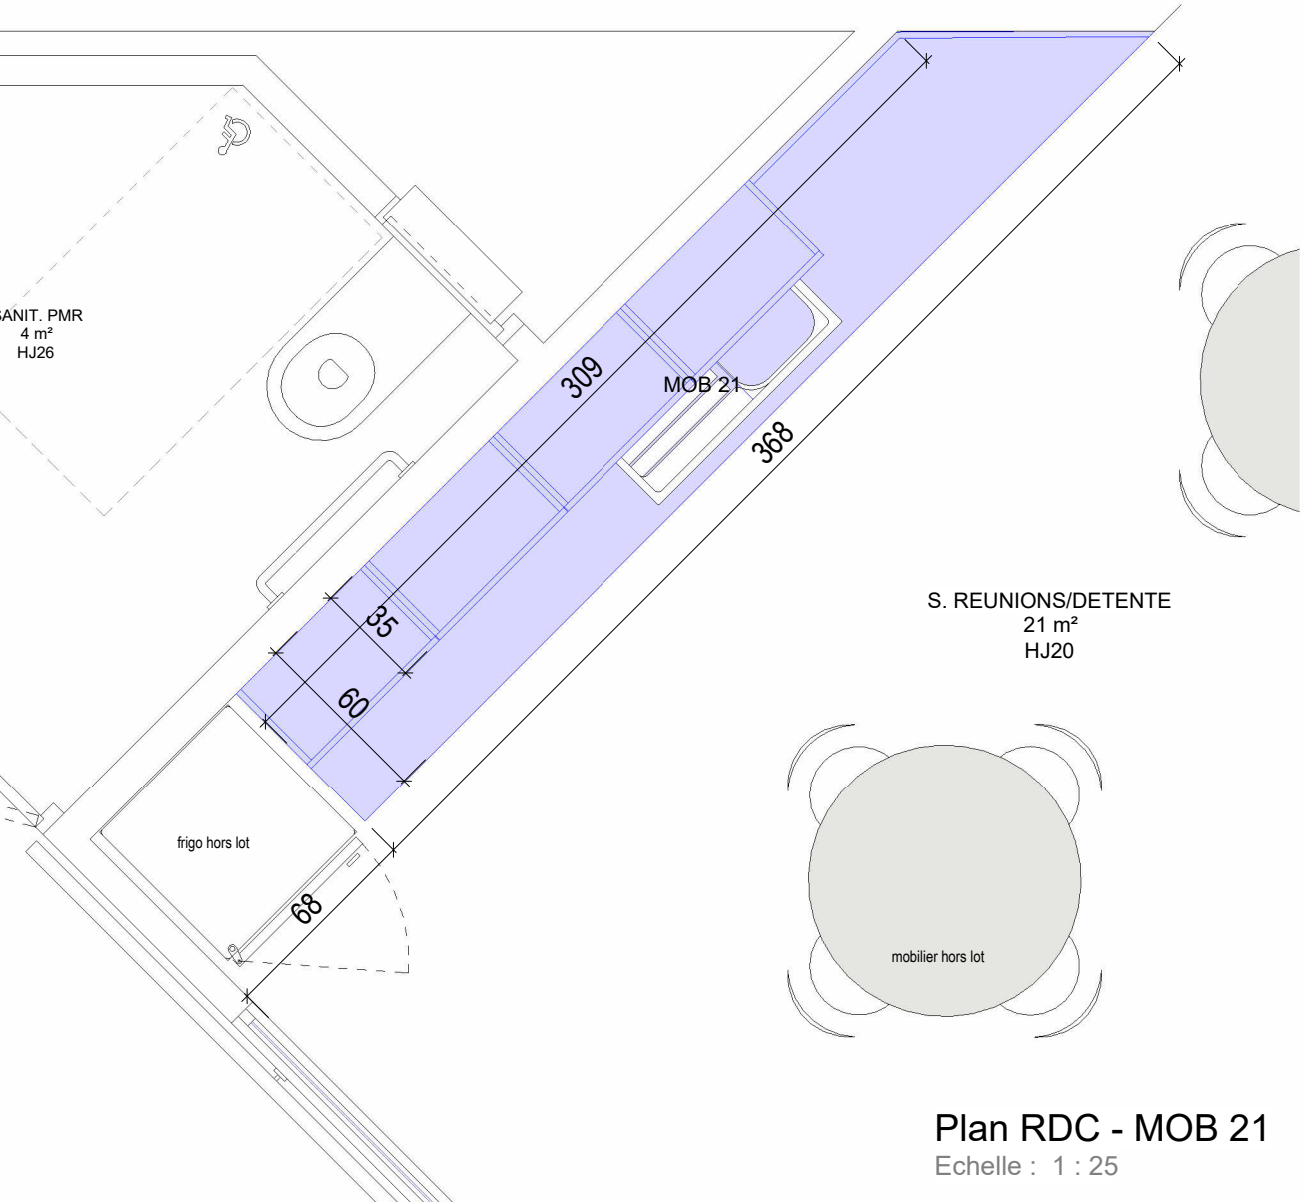 SANIT. PMR
4 m²
HJ26
309
MOB 21
368
35
60
S. REUNIONS/DETENTE
21 m²
HJ20
frigo hors lot
68
mobilier hors lot
Plan RDC - MOB 21
Echelle : 1 : 25